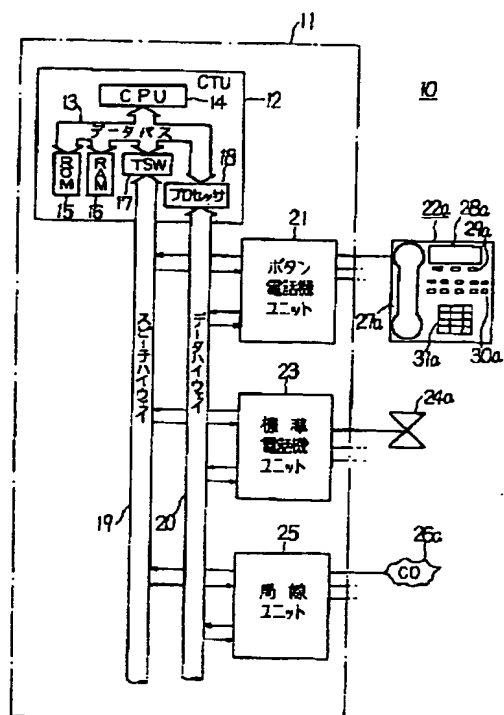 11
10
CTU
12
13
CPU
14
データバス
ROM
15
RAM
16
TSW
17
18
プロセッサ
スピーチハイウェイ
19
データハイウェイ
20
21
ボタン
電話機
ユニット
22a
28a
29a
27a
31a
30a
23
標準
電話機
ユニット
24a
25
局線
ユニット
26a
CO